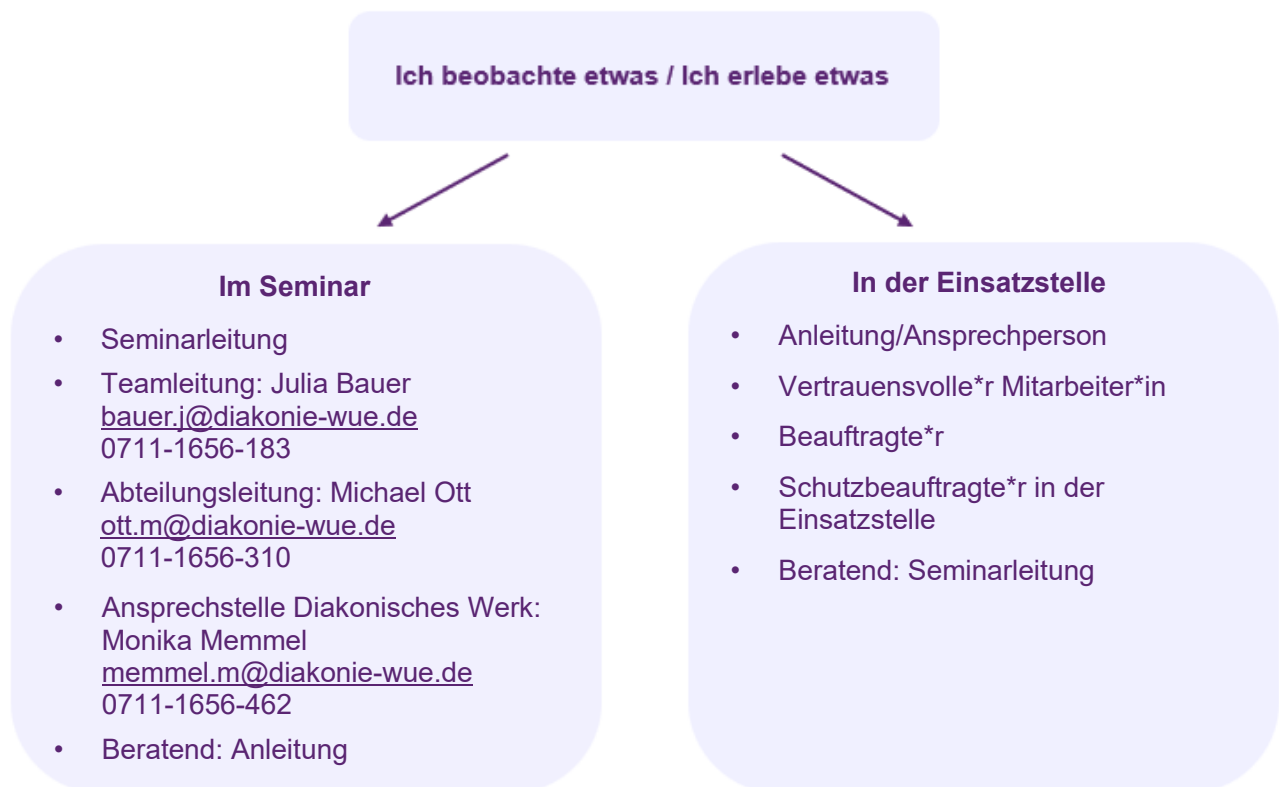 Ich beobachte etwas / Ich erlebe etwas
Im Seminar
• Seminarleitung
• Teamleitung: Julia Bauer
bauer.j@diakonie-wue.de
0711-1656-183
• Abteilungsleitung: Michael Ott
ott.m@diakonie-wue.de
0711-1656-310
• Ansprechstelle Diakonisches Werk:
Monika Memmel
memmel.m@diakonie-wue.de
0711-1656-462
• Beratend: Anleitung
In der Einsatzstelle
• Anleitung/Ansprechperson
• Vertrauensvolle*r Mitarbeiter*in
• Beauftragte*r
• Schutzbeauftragte*r in der
Einsatzstelle
• Beratend: Seminarleitung